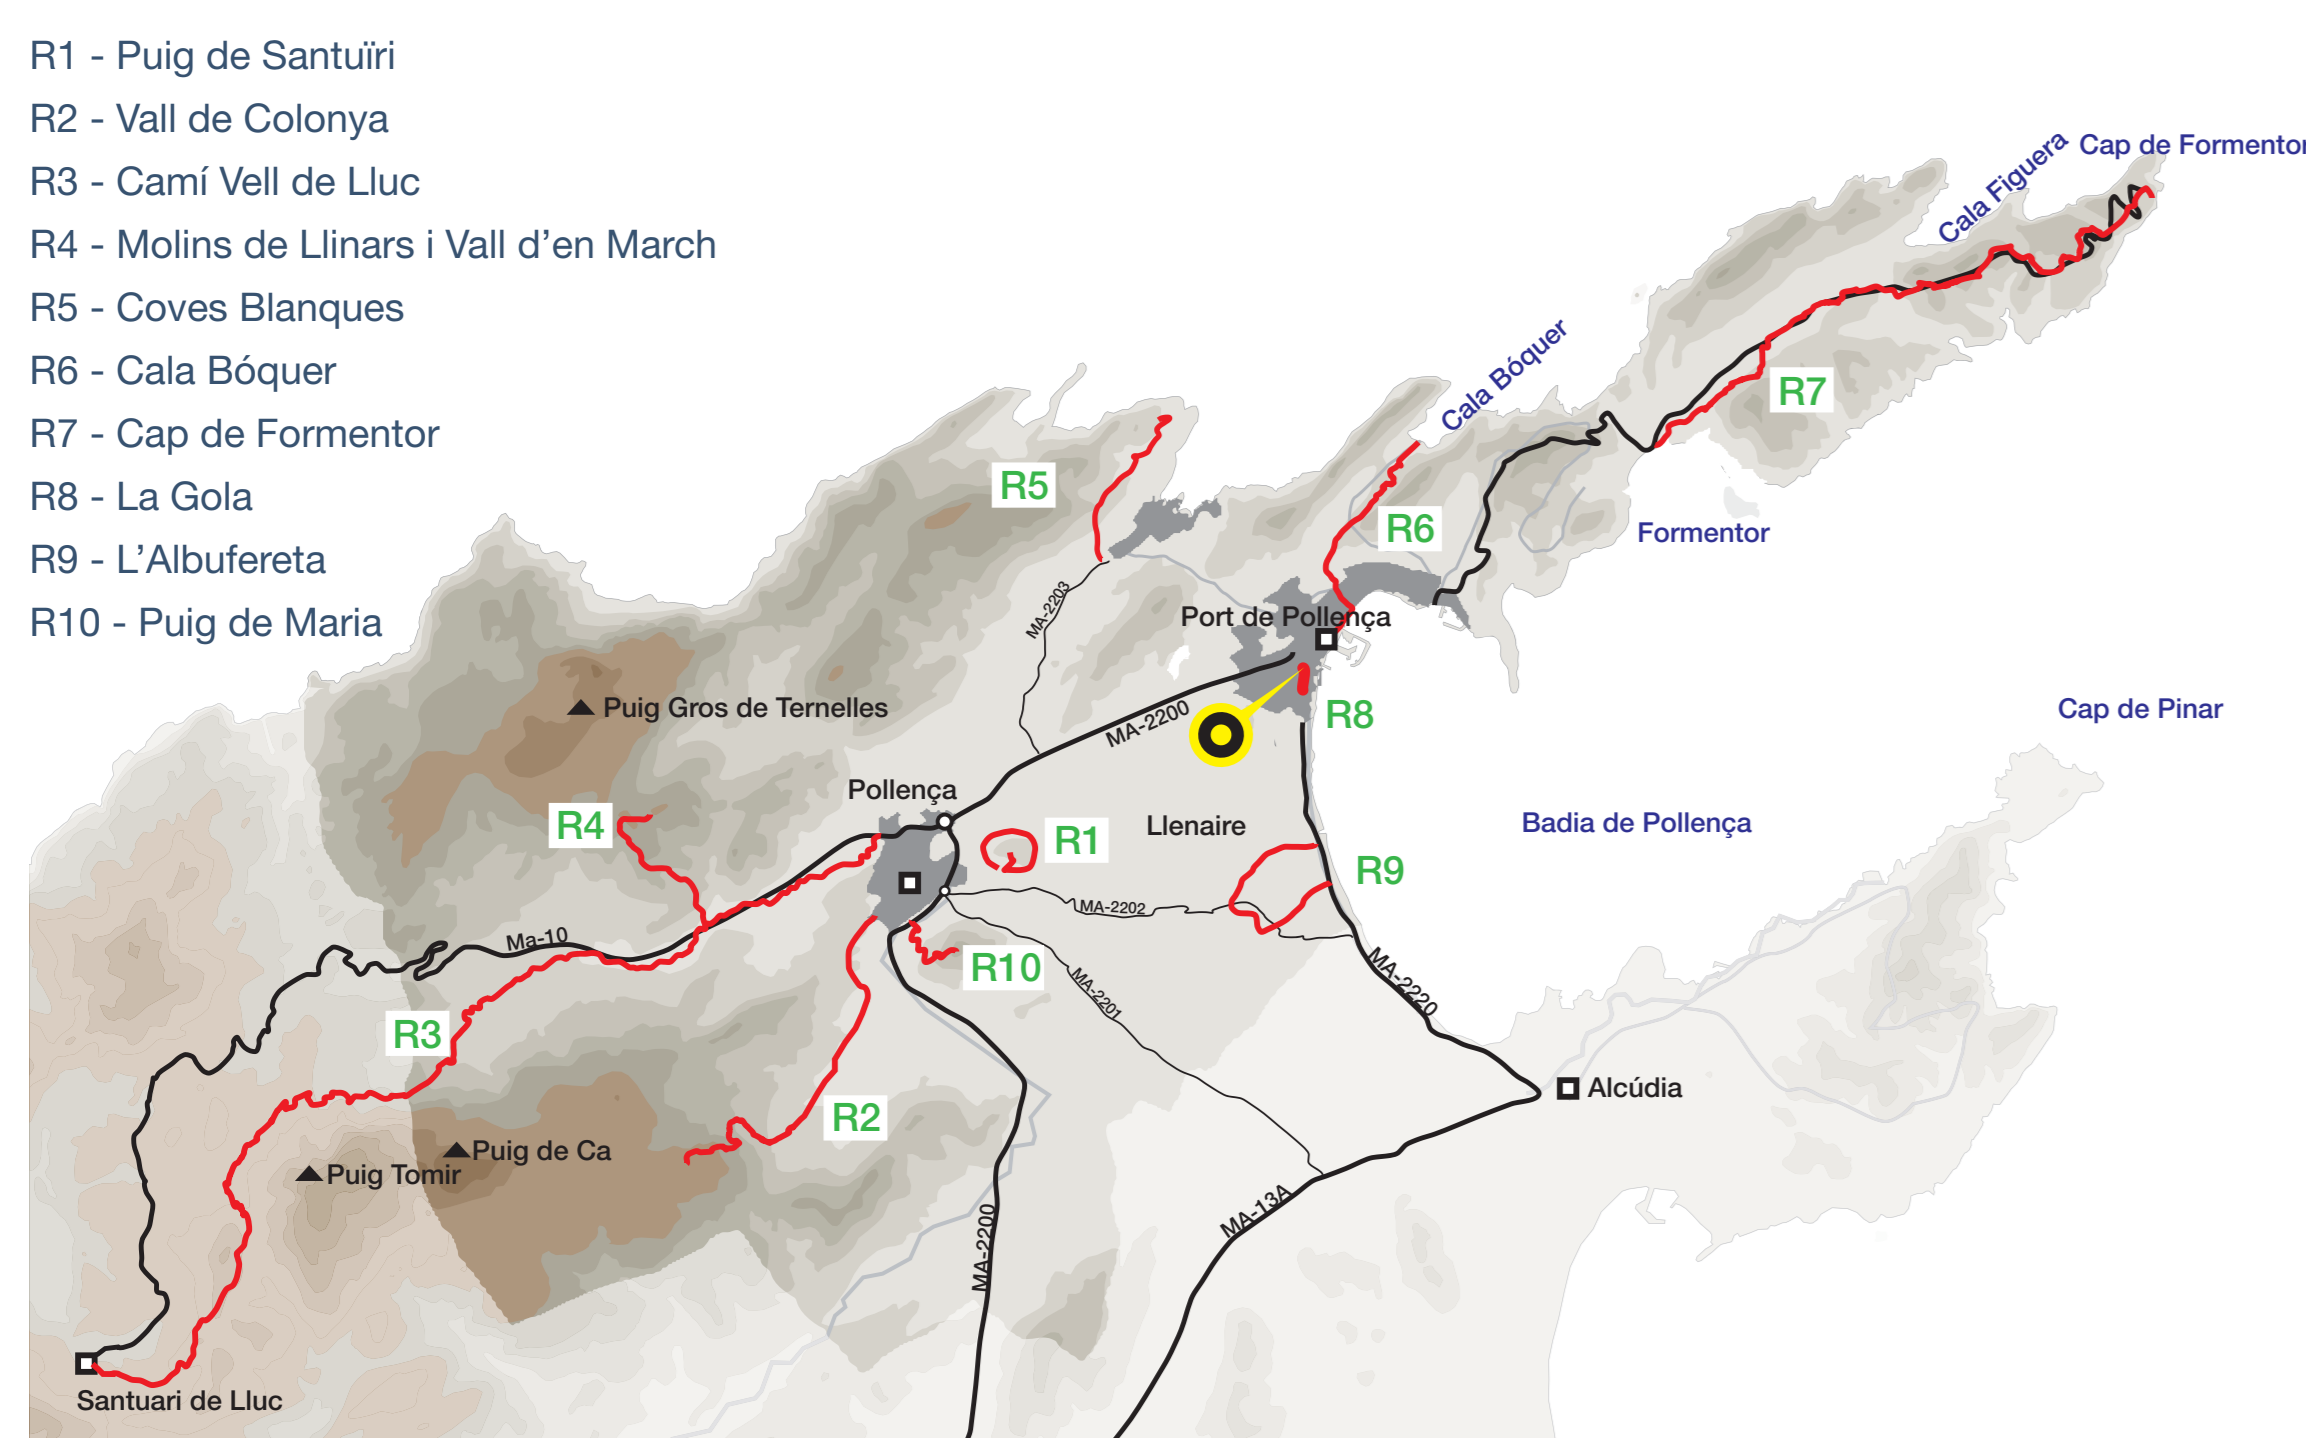 R1 - Puig de Santuïri
R2 - Vall de Colonya
R3 - Camí Vell de Lluc
R4 - Molins de Llinars i Vall d’en March
R5 - Coves Blanques
R6 - Cala Bóquer
R7 - Cap de Formentor
R8 - La Gola
R9 - L’Albufereta
R10 - Puig de Maria
Cap de Formentor
Cala Figuera
Cala Bóquer
R7
R5
R6
Formentor
MA-2203
Port de Pollença
Puig Gros de Ternelles
MA-2200
R8
Cap de Pinar
Pollença
R4
R1
Llenaire
Badia de Pollença
R9
MA-2202
Ma-10
R10
MA-2201
MA-2220
R3
Alcúdia
R2
Puig de Ca
Puig Tomir
MA-13A
MA-2200
Santuari de Lluc